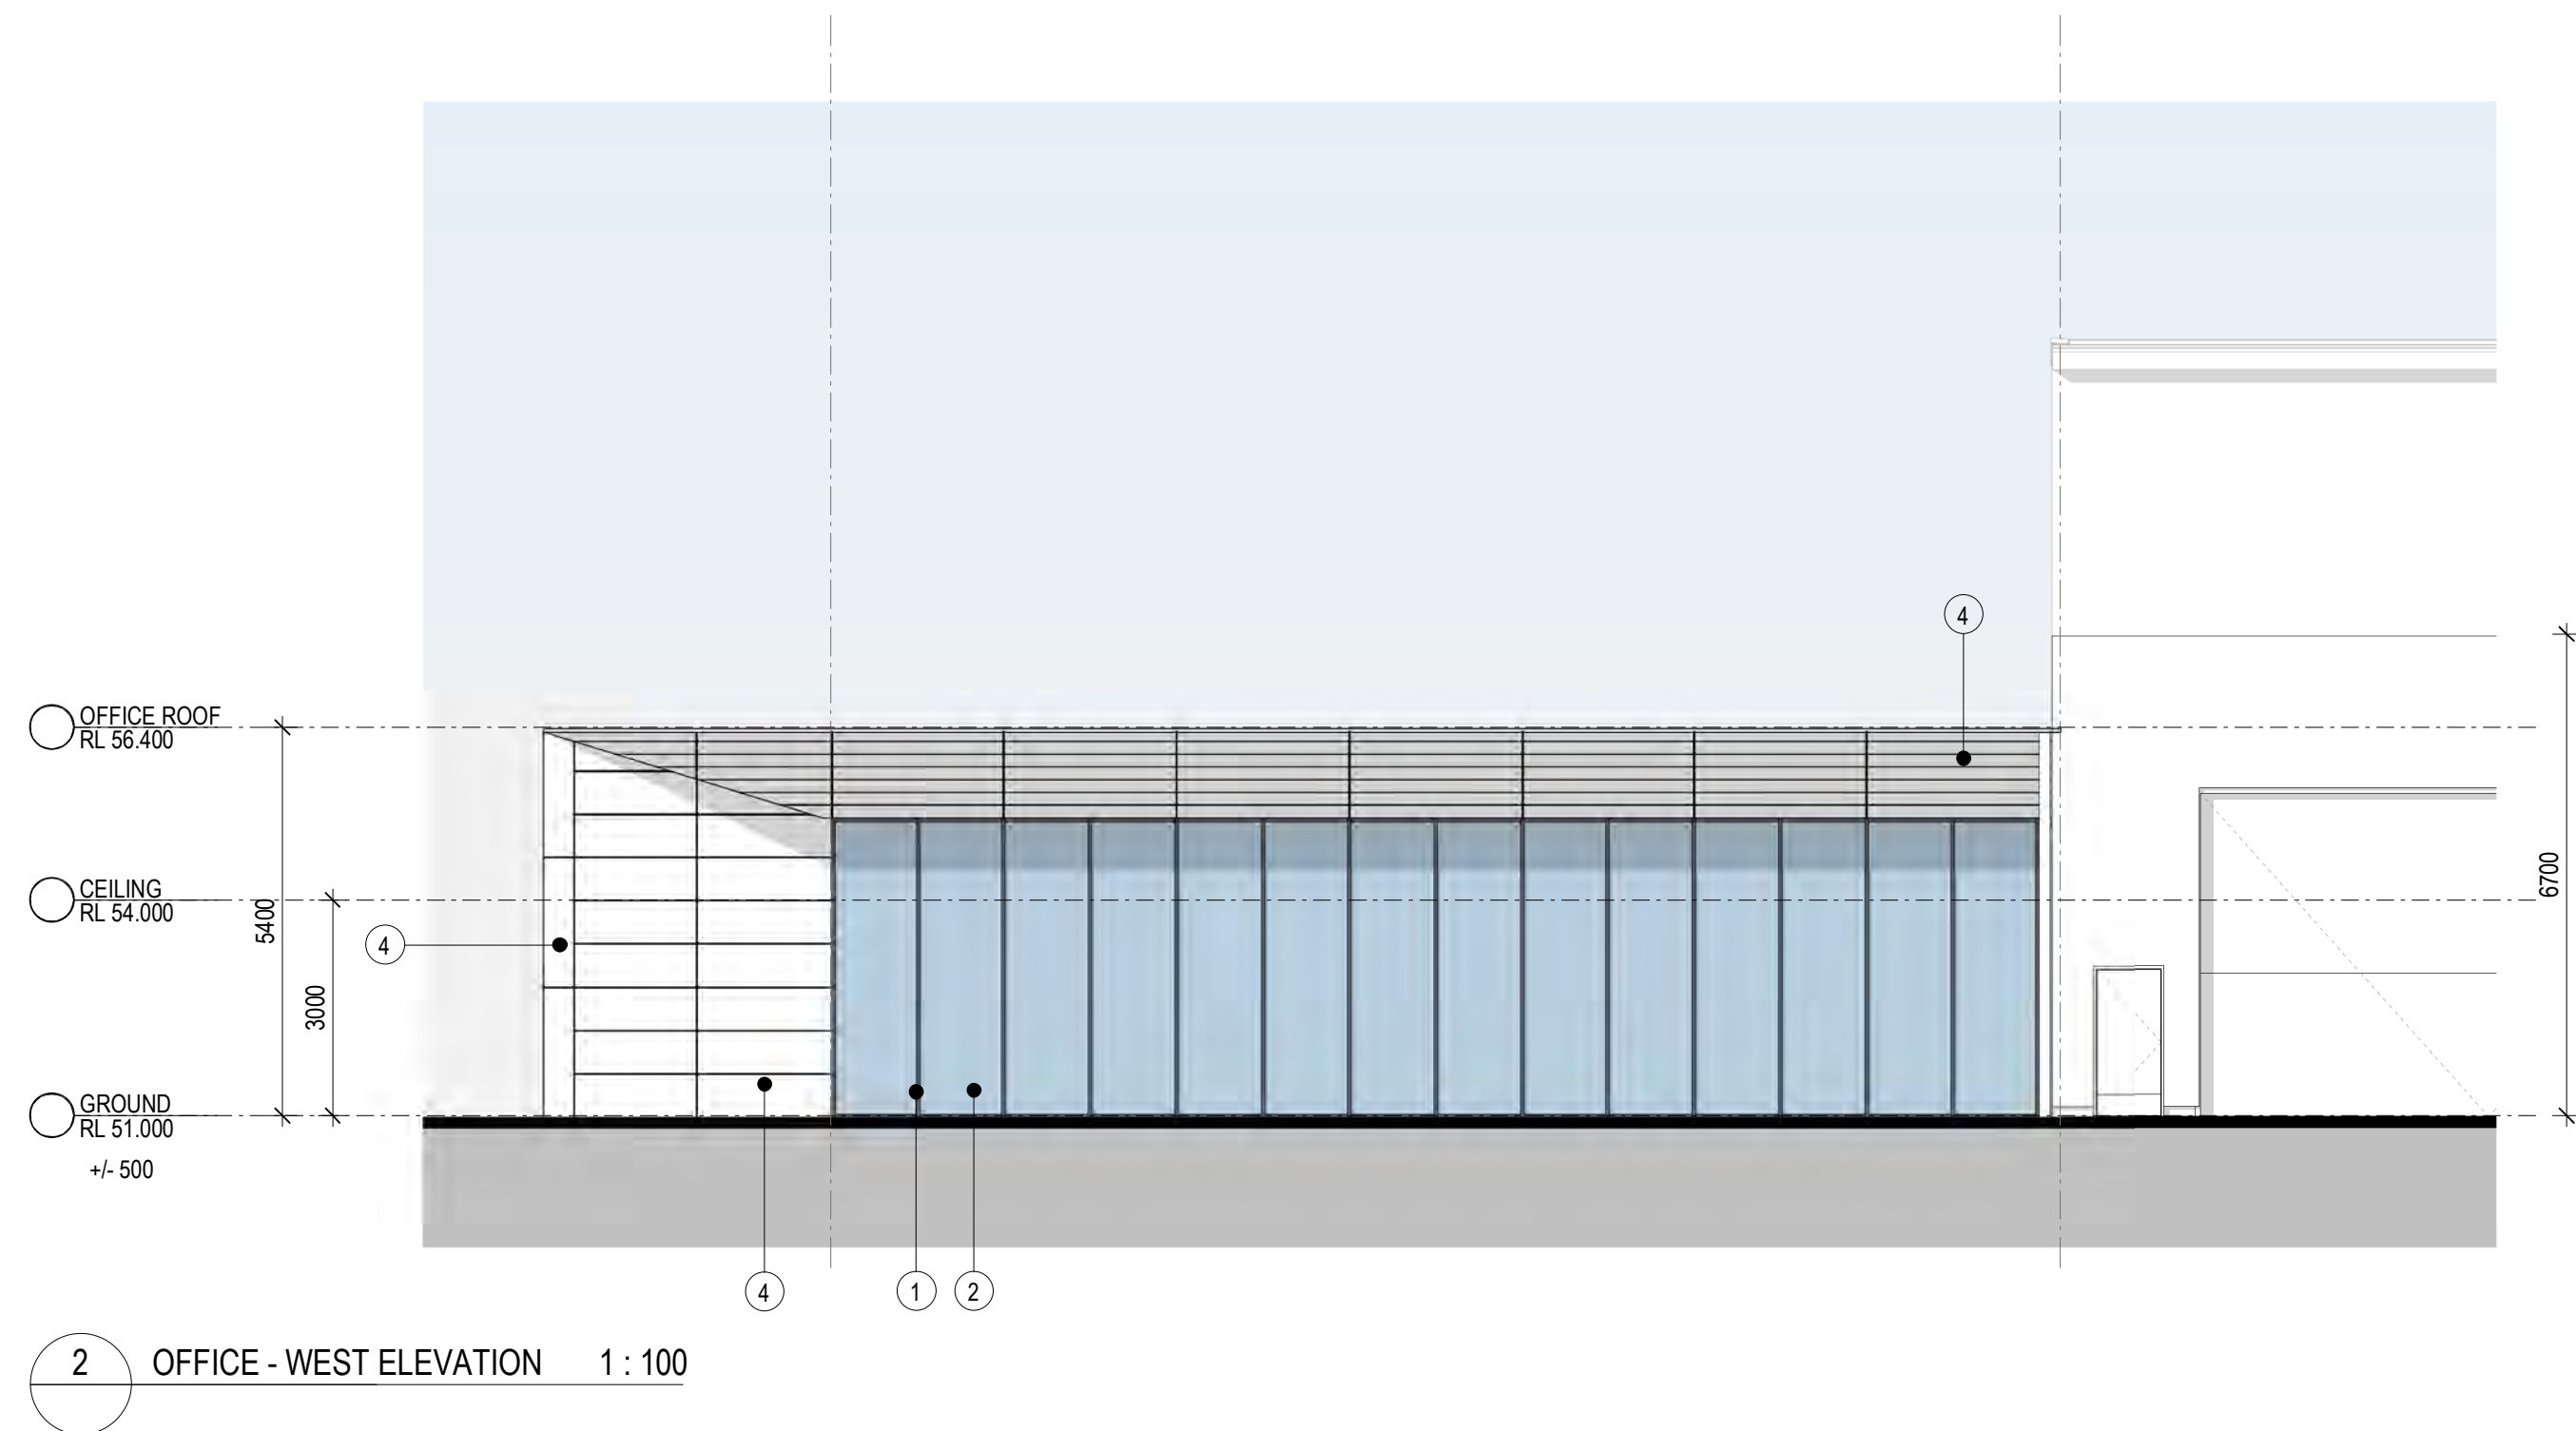 4
OFFICE ROOF
RL 56.400
CEILING
RL 54.000
5400
6700
4
3000
GROUND
RL 51.000
+/- 500
4
1
2
2
OFFICE - WEST ELEVATION 1 : 100